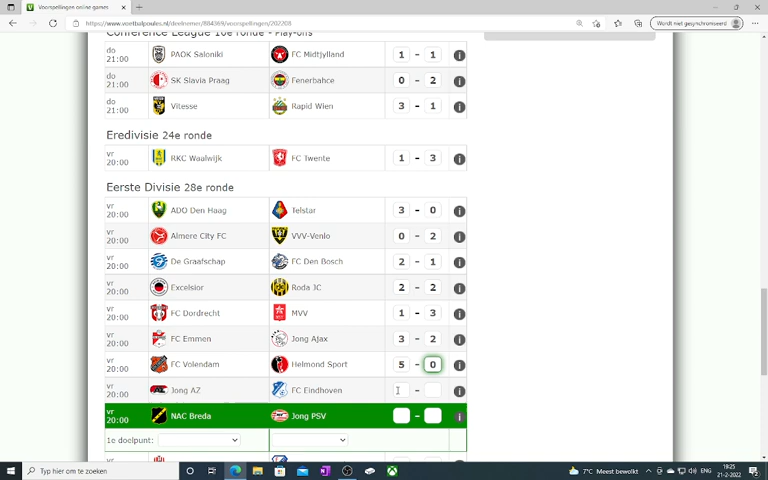 Voorspellingen online games
https://www.voetbalpoules.nl/deelnemer/884569/voorspellingen/202208
Wordt niet gesynchroniseerd
Conference League 16e ronde - Play-offs
do 21:00 PAOK Saloniki FC Midtjylland 1 - 1
do 21:00 SK Slavia Praag Fenerbahce 0 - 2
do 21:00 Vitesse Rapid Wien 3 - 1
Eredivisie 24e ronde
vr 20:00 RKC Waalwijk FC Twente 1 - 3
Eerste Divisie 28e ronde
vr 20:00 ADO Den Haag Telstar 3 - 0
vr 20:00 Almere City FC VVV-Venlo 0 - 2
vr 20:00 De Graafschap FC Den Bosch 2 - 1
vr 20:00 Excelsior Roda JC 2 - 2
vr 20:00 FC Dordrecht MVV 1 - 3
vr 20:00 FC Emmen Jong Ajax 3 - 2
vr 20:00 FC Volendam Helmond Sport 5 - 0
vr 20:00 Jong AZ FC Eindhoven -
vr 20:00 NAC Breda Jong PSV -
1e doelpunt:
Typ hier om te zoeken
7°C Meest bewolkt
ENG
19:25
21-2-2022